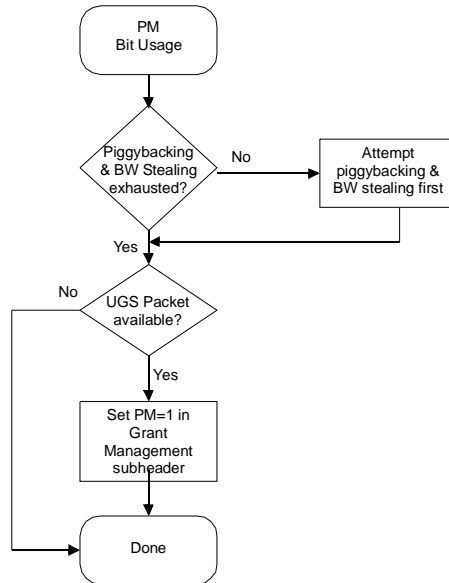 PM
Bit Usage
Piggybacking
& BW Stealing
exhausted?
No
Attempt
piggybacking &
BW stealing first
Yes
No
UGS Packet
available?
Yes
Set PM=1 in
Grant
Management
subheader
Done